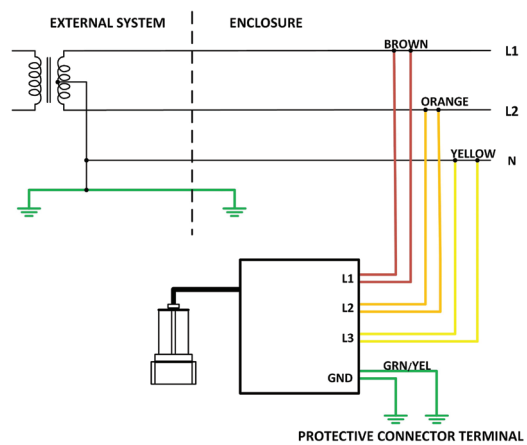 EXTERNAL SYSTEM
ENCLOSURE
BROWN
L1
ORANGE
L2
YELLOW
N
L1
L2
L3
GRN/YEL
GND
PROTECTIVE CONNECTOR TERMINAL